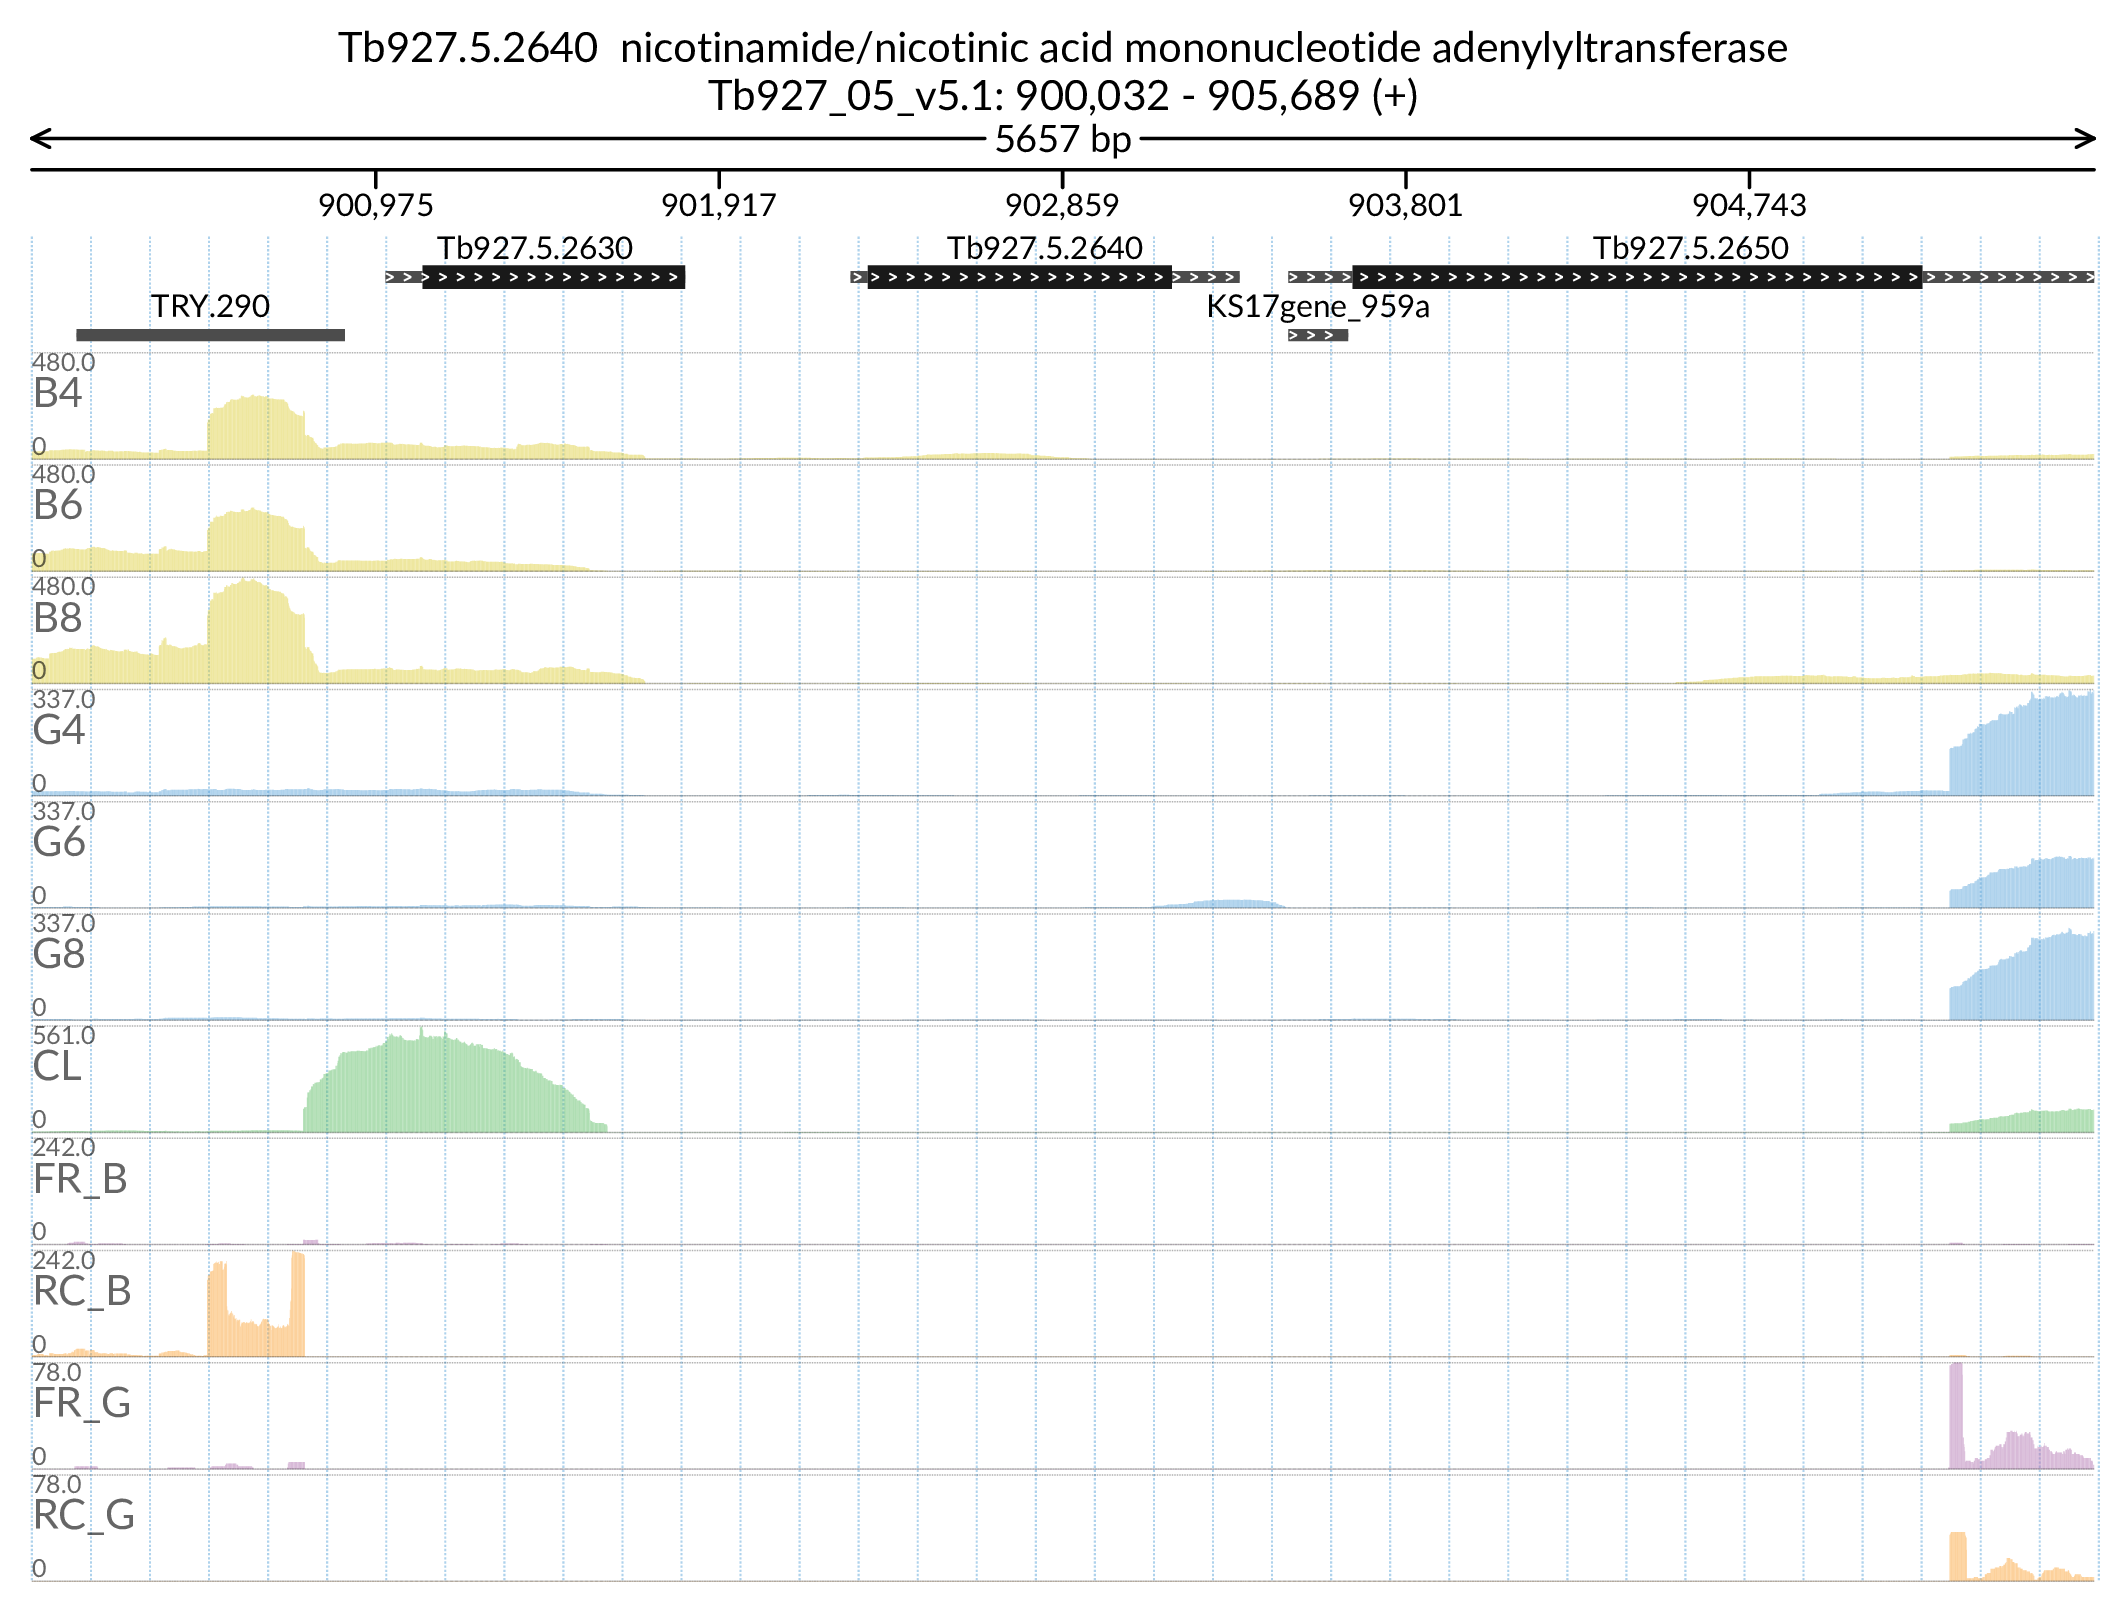 Tb927.5.2640  nicotinamide/nicotinic acid mononucleotide adenylyltransferase
Tb927_05_v5.1: 900,032 - 905,689 (+)
5657 bp
900,975 901,917 902,859 903,801 904,743
Tb927.5.2630 Tb927.5.2640 Tb927.5.2650
TRY.290 KS17gene_959a
480.0
B4
0
480.0
B6
0
480.0
B8
0
337.0
G4
0
337.0
G6
0
337.0
G8
0
561.0
CL
0
242.0
FR_B
0
242.0
RC_B
0
78.0
FR_G
0
78.0
RC_G
0